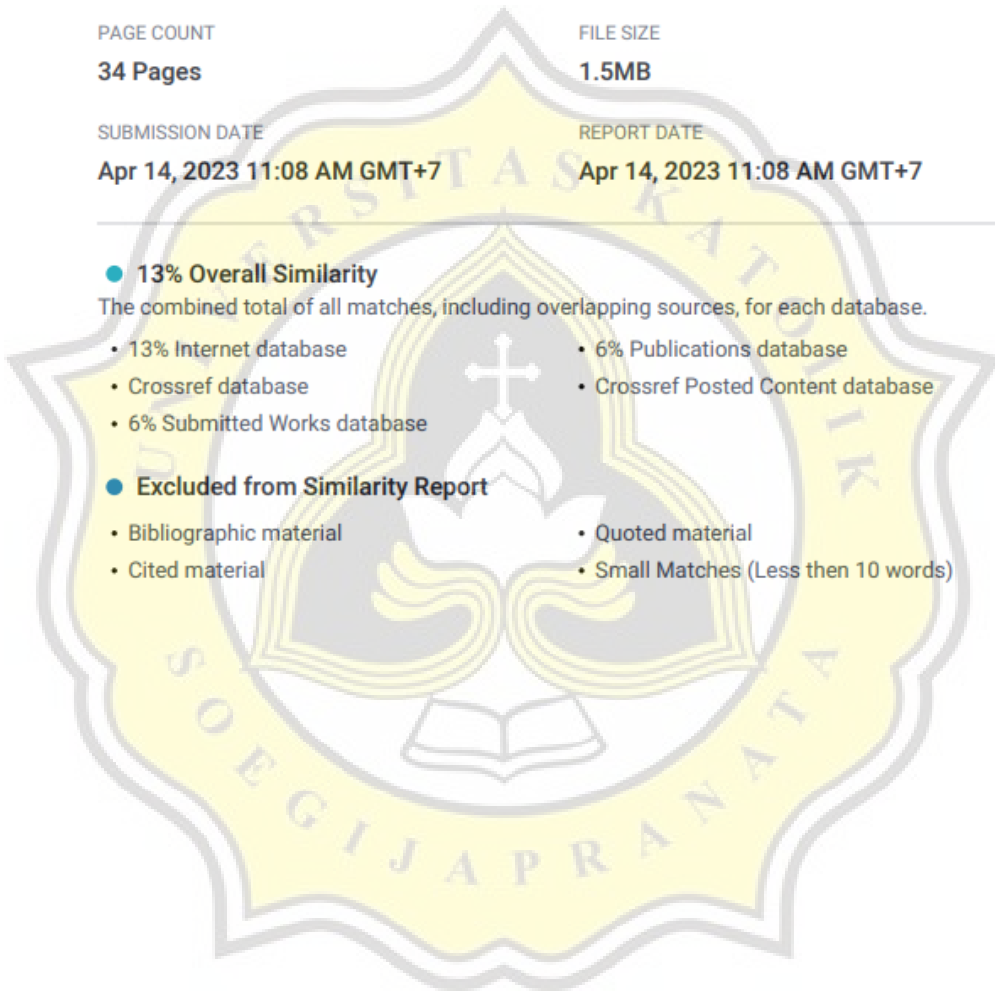 PAGE COUNT
34 Pages
FILE SIZE
1.5MB
SUBMISSION DATE
Apr 14, 2023 11:08 AM GMT+7
REPORT DATE
Apr 14, 2023 11:08 AM GMT+7
13% Overall Similarity
The combined total of all matches, including overlapping sources, for each database.
• 13% Internet database
• 6% Publications database
• Crossref database
• Crossref Posted Content database
• 6% Submitted Works database
Excluded from Similarity Report
• Bibliographic material
• Quoted material
• Cited material
• Small Matches (Less then 10 words)
UNIVERSITAS KATOLIK
SOEGIJAPRANATA